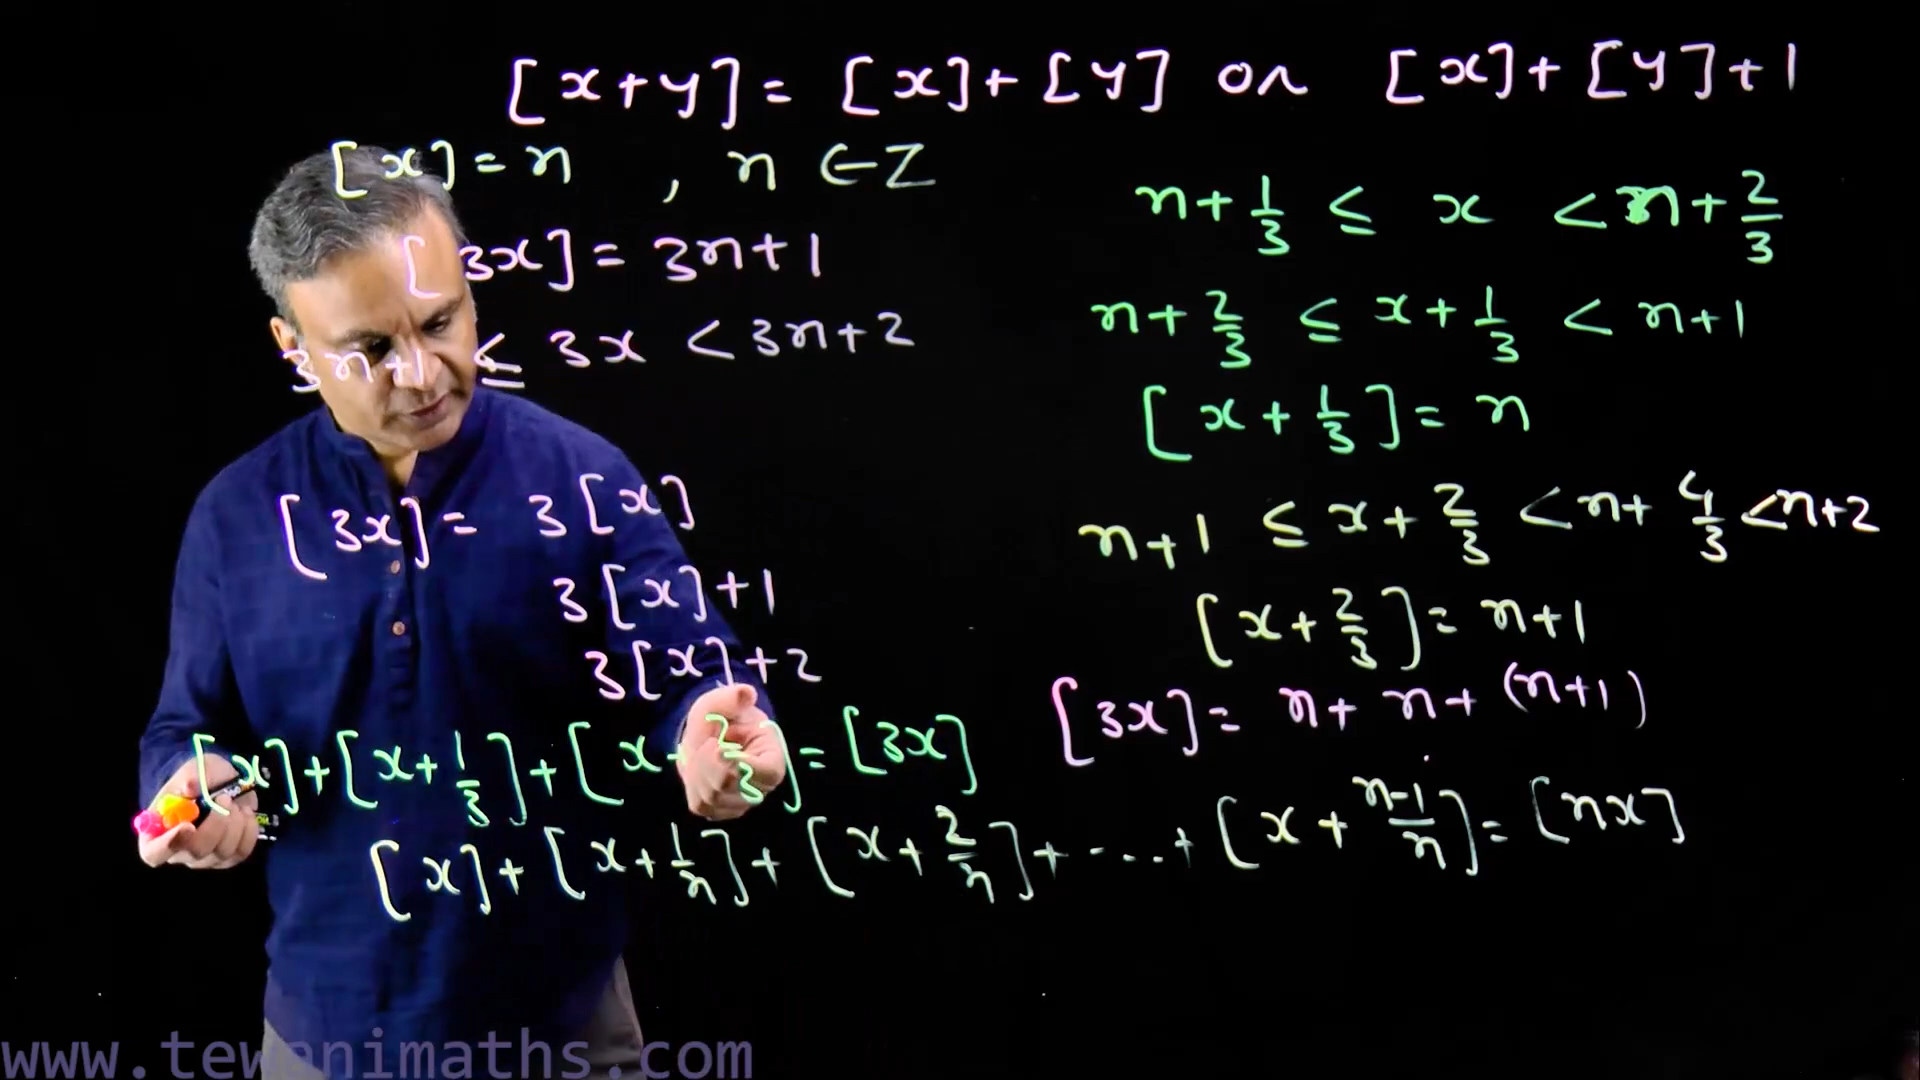 [x+y] = [x]+[y] or [x]+[y]+1
[x] = n , n ∈ Z
[3x] = 3n+1
3n+1 ≤ 3x < 3n+2
[3x] = 3[x]
3[x]+1
3[x]+2
[x]+[x+1/3]+[x+2/3] = [3x]
n+1/3 ≤ x < n+2/3
n+2/3 ≤ x+1/3 < n+1
[x+1/3] = n
n+1 ≤ x+2/3 < n+4/3 < n+2
[x+2/3] = n+1
[3x] = n+n+(n+1)
[x]+[x+1/n]+[x+2/n]+----+[x+n-1/n] = [nx]
www.tewanimaths.com